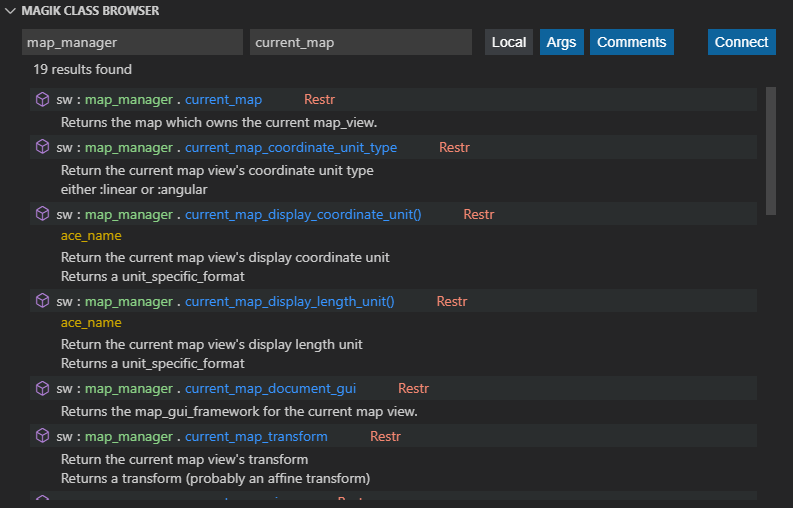 MAGIK CLASS BROWSER
map_manager current_map Local Args Comments Connect
19 results found
sw : map_manager . current_map Restr
Returns the map which owns the current map_view.
sw : map_manager . current_map_coordinate_unit_type Restr
Return the current map view's coordinate unit type
either :linear or :angular
sw : map_manager . current_map_display_coordinate_unit() Restr
ace_name
Return the current map view's display coordinate unit
Returns a unit_specific_format
sw : map_manager . current_map_display_length_unit() Restr
ace_name
Return the current map view's display length unit
Returns a unit_specific_format
sw : map_manager . current_map_document_gui Restr
Returns the map_gui_framework for the current map view.
sw : map_manager . current_map_transform Restr
Return the current map view's transform
Returns a transform (probably an affine transform)